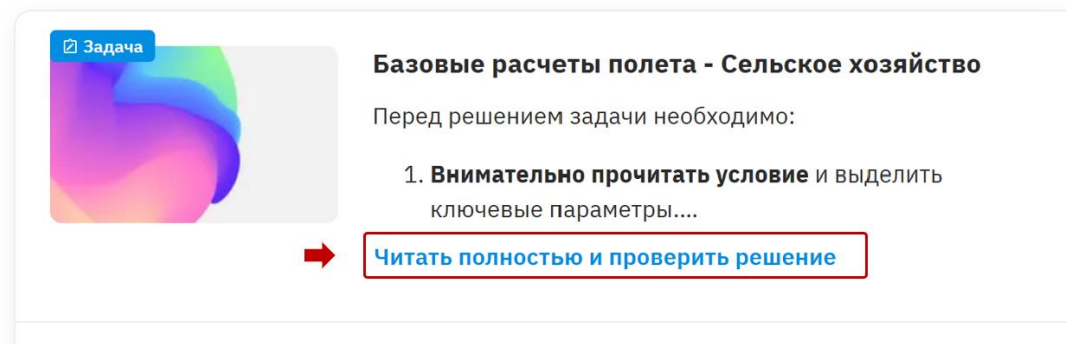 Задача
Базовые расчеты полета - Сельское хозяйство
Перед решением задачи необходимо:
1. Внимательно прочитать условие и выделить
ключевые параметры....
Читать полностью и проверить решение